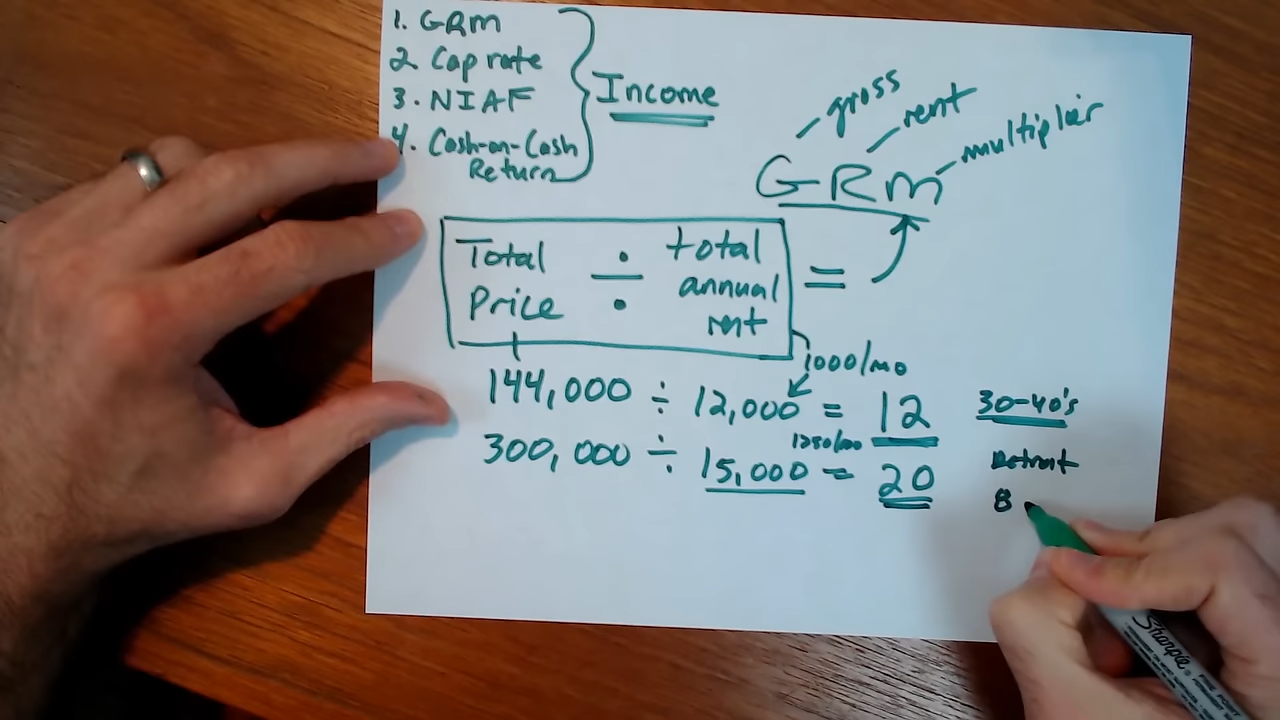 1. GRM
2. Cap rate
3. NIAF
4. Cash-on-Cash
Return
Income
gross
rent
multiplier
GRM
Total ÷ total
Price annual
rent
=
1000/mo
144,000 ÷ 12,000 = 12
30-40's
1250/mo
300,000 ÷ 15,000 = 20
Detroit
8
Sharpie
FINE POINT